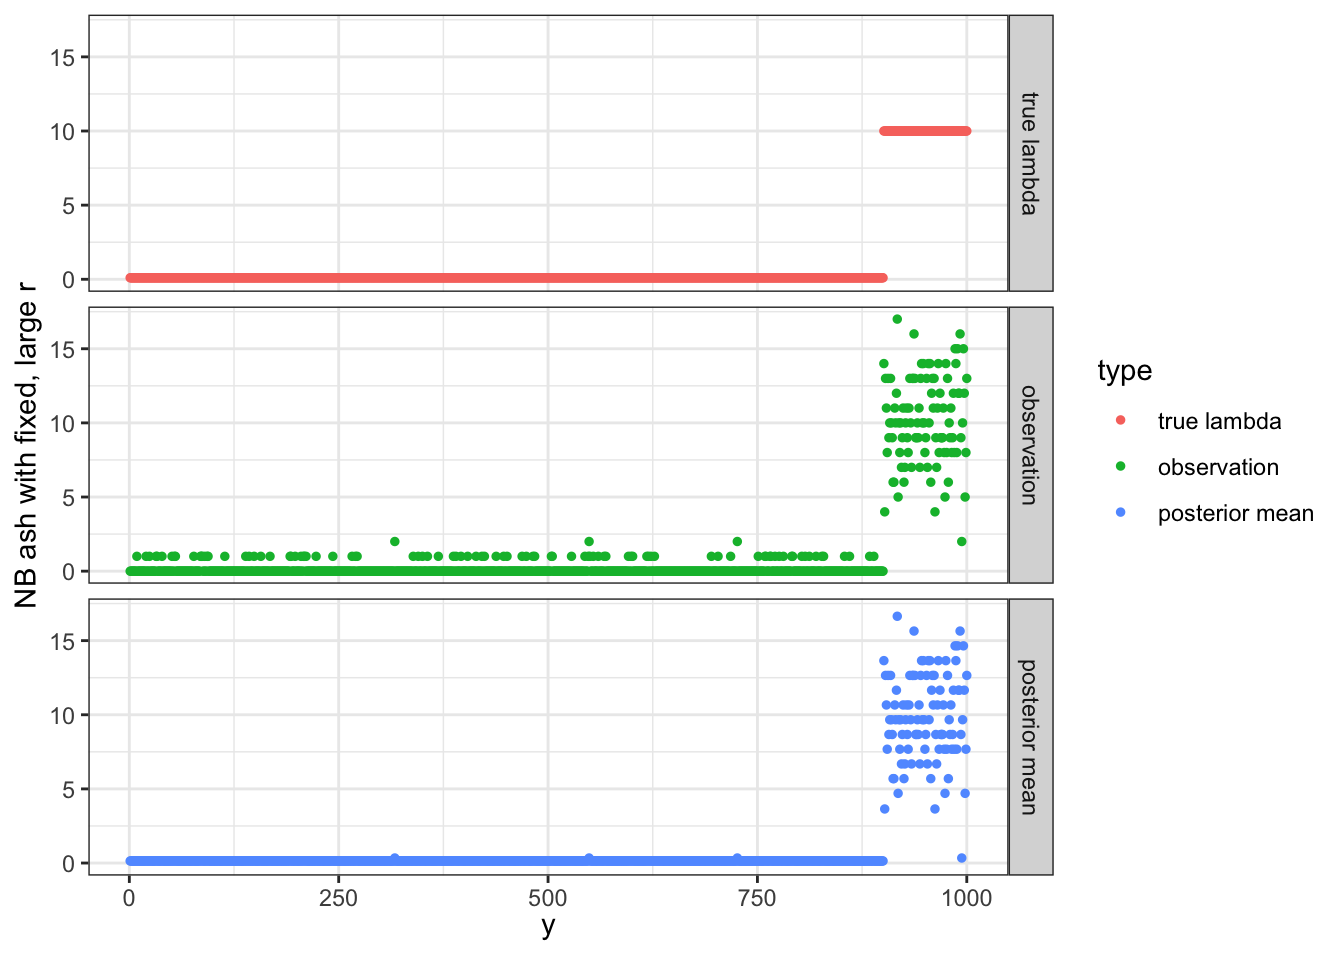 NB ash with fixed, large r
15
10
5
0
true lambda
15
10
5
0
observation
15
10
5
0
posterior mean
0 250 500 750 1000
y
type
true lambda
observation
posterior mean